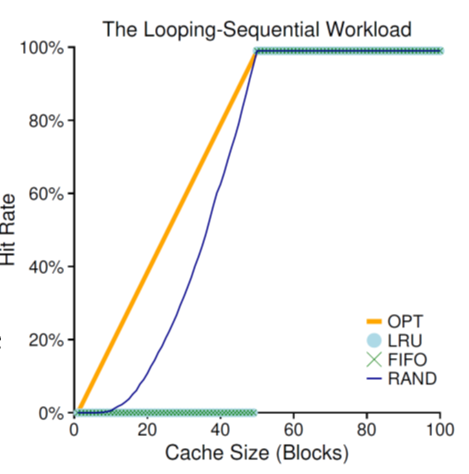 The Looping-Sequential Workload
100%
80%
60%
40%
20%
0%
Hit Rate
OPT
LRU
FIFO
RAND
0
20
40
60
80
100
Cache Size (Blocks)